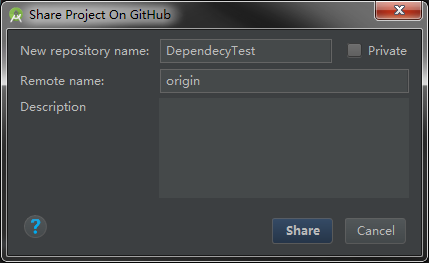 Share Project On GitHub
New repository name: DependecyTest Private
Remote name: origin
Description
? Share Cancel